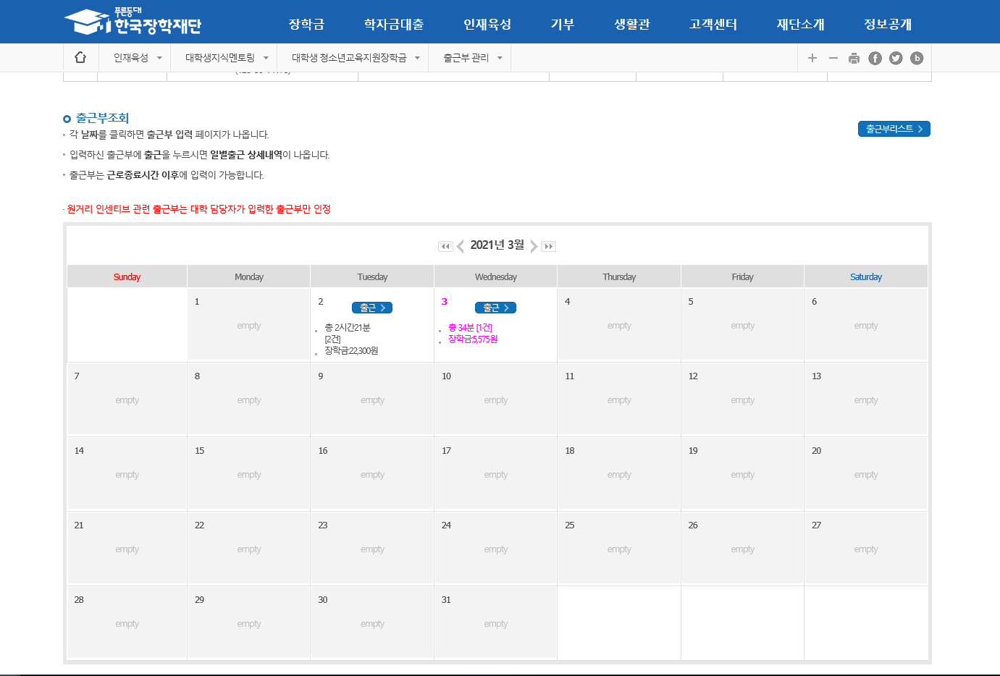 푸른등대
한국장학재단
장학금 학자금대출 인재육성 기부 생활관 고객센터 재단소개 정보공개
인재육성 대학생지식멘토링 대학생 청소년교육지원장학금 출근부 관리
출근부조회
각 날짜를 클릭하면 출근부 입력 페이지가 나옵니다.
출근부리스트
입력하신 출근부에 출근을 누르시면 일별출근 상세내역이 나옵니다.
출근부는 근로종료시간 이후에 입력이 가능합니다.
· 원거리 인센티브 관련 출근부는 대학 담당자가 입력한 출근부만 인정
2021년 3월
Sunday Monday Tuesday Wednesday Thursday Friday Saturday
1 2 출근 3 출근 4 5 6
empty 총 2시간21분 총 34분 [1건] empty empty empty
[2건] 장학금:5,575원
장학금:22,300원
7 8 9 10 11 12 13
empty empty empty empty empty empty empty
14 15 16 17 18 19 20
empty empty empty empty empty empty empty
21 22 23 24 25 26 27
empty empty empty empty empty empty empty
28 29 30 31
empty empty empty empty